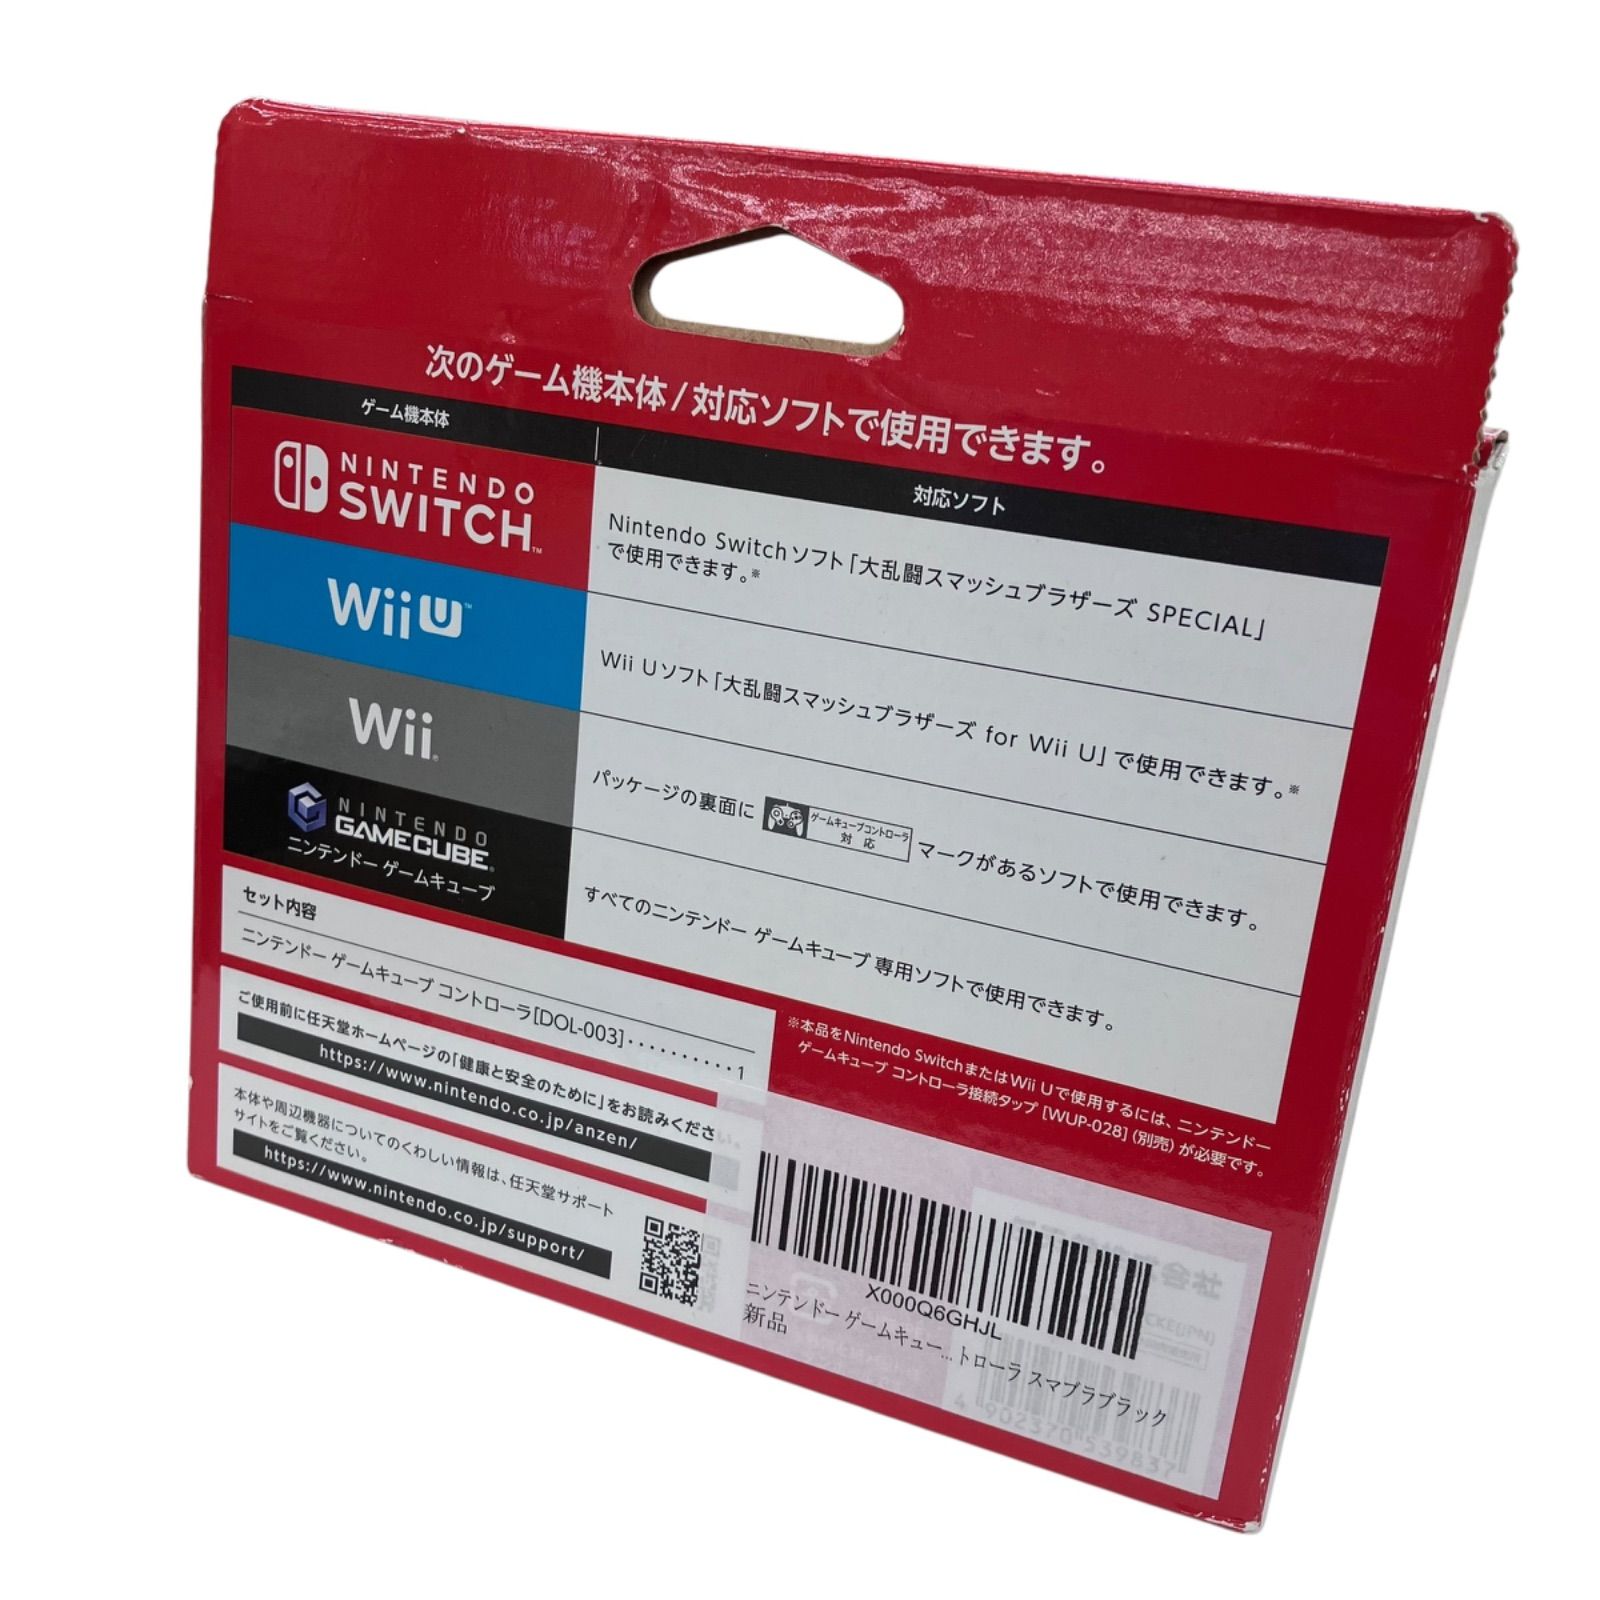 次のゲーム機本体/対応ソフトで使用できます。
ゲーム機本体
対応ソフト
NINTENDO
SWITCH™
Nintendo Switchソフト「大乱闘スマッシュブラザーズ SPECIAL」
で使用できます。※
Wii U™
Wii Uソフト「大乱闘スマッシュブラザーズ for Wii U」で使用できます。※
Wii®
パッケージの裏面に
ゲームキューブコントローラ
対応
マークがあるソフトで使用できます。
NINTENDO
GAMECUBE®
ニンテンドー ゲームキューブ
すべてのニンテンドー ゲームキューブ 専用ソフトで使用できます。
※本品をNintendo SwitchまたはWii Uで使用するには、ニンテンドー
ゲームキューブ コントローラ接続タップ [WUP-028] (別売) が必要です。
セット内容
ニンテンドー ゲームキューブ コントローラ[DOL-003]・・・・・・・・・・1
ご使用前に任天堂ホームページの「健康と安全のために」をお読みください。
https://www.nintendo.co.jp/anzen/
本体や周辺機器についてのくわしい情報は、任天堂サポート
サイトをご覧ください。
https://www.nintendo.co.jp/support/
X000Q6GHJL
ニンテンドー ゲームキュー...トローラ スマブラブラック
新品
4 902370 539837